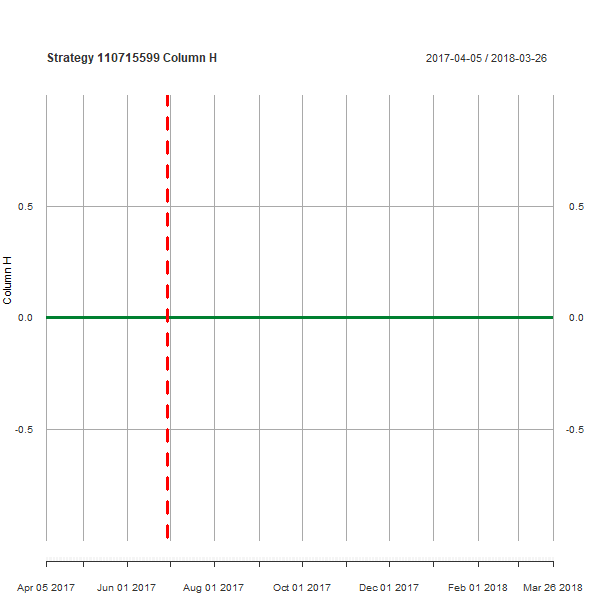 Strategy 110715599 Column H 2017-04-05 / 2018-03-26
0.5 0.5
Column H
0.0 0.0
-0.5 -0.5
Apr 05 2017 Jun 01 2017 Aug 01 2017 Oct 01 2017 Dec 01 2017 Feb 01 2018 Mar 26 2018